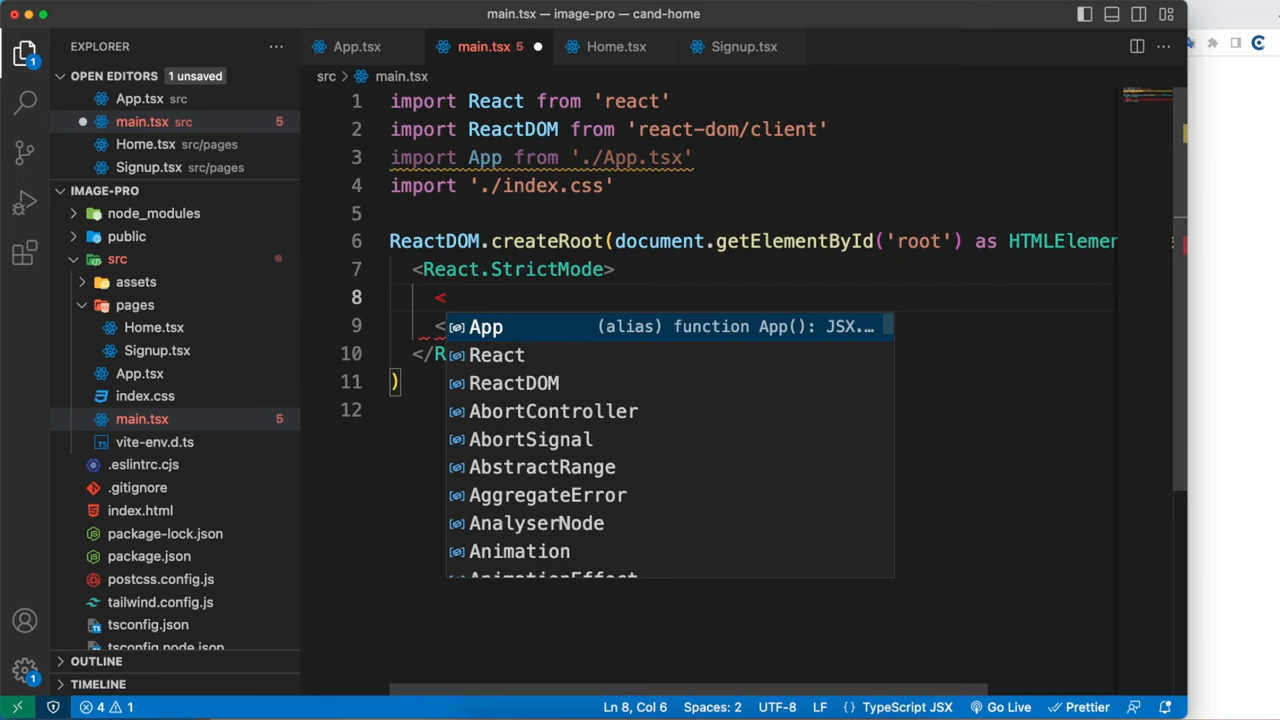 main.tsx — image-pro • cand-home
EXPLORER
OPEN EDITORS 1 unsaved
App.tsx src
main.tsx src 5
Home.tsx src/pages
Signup.tsx src/pages
IMAGE-PRO
node_modules
public
src
assets
pages
Home.tsx
Signup.tsx
App.tsx
index.css
main.tsx 5
vite-env.d.ts
.eslintrc.cjs
.gitignore
index.html
package-lock.json
package.json
postcss.config.js
tailwind.config.js
tsconfig.json
tsconfig.node.json
OUTLINE
TIMELINE
1
1
App.tsx main.tsx 5 Home.tsx Signup.tsx
src > main.tsx
1 import React from 'react'
2 import ReactDOM from 'react-dom/client'
3 import App from './App.tsx'
4 import './index.css'
5
6 ReactDOM.createRoot(document.getElementById('root') as HTMLElemen
7 <React.StrictMode>
8 <
9 <
10 </R
11 )
12
App (alias) function App(): JSX.…
React
ReactDOM
AbortController
AbortSignal
AbstractRange
AggregateError
AnalyserNode
Animation
AnimationEffect
4 1 Ln 8, Col 6 Spaces: 2 UTF-8 LF {} TypeScript JSX Go Live Prettier